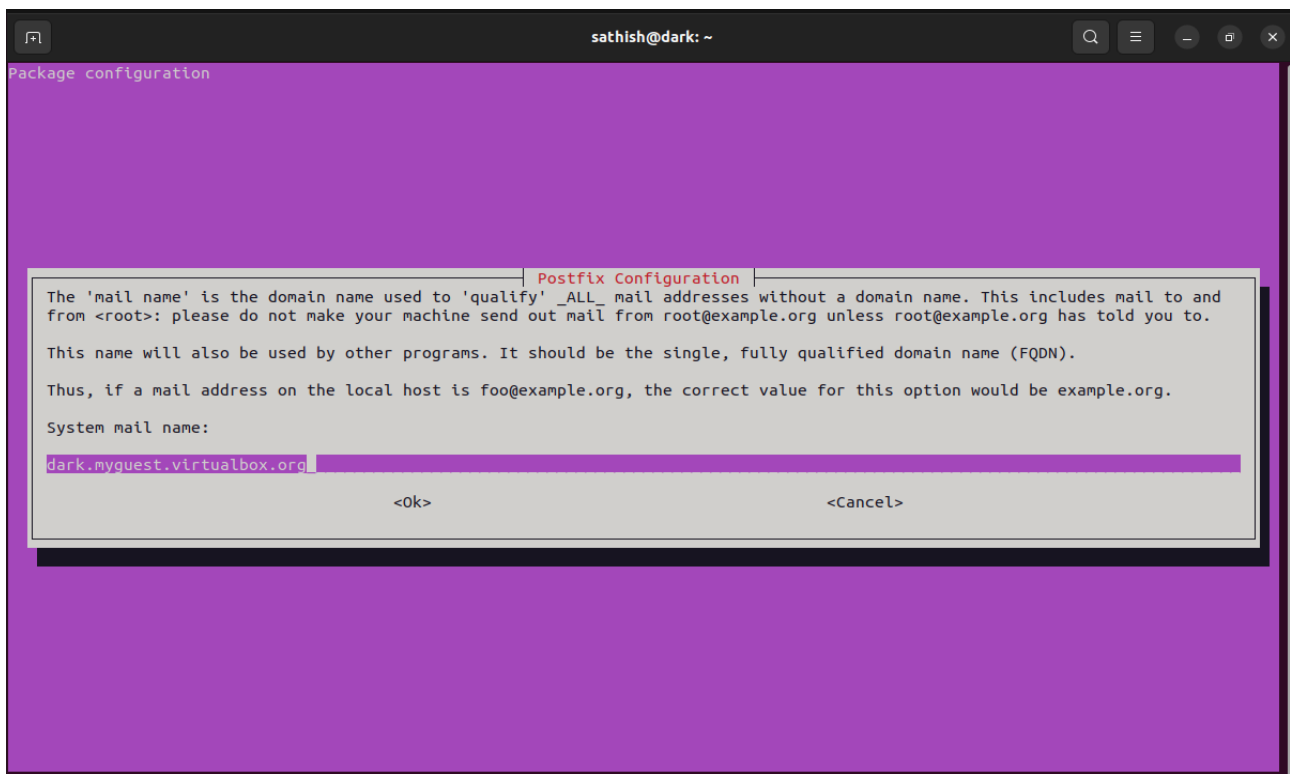 sathish@dark: ~
Package configuration
Postfix Configuration
The 'mail name' is the domain name used to 'qualify' _ALL_ mail addresses without a domain name. This includes mail to and
from <root>: please do not make your machine send out mail from root@example.org unless root@example.org has told you to.
This name will also be used by other programs. It should be the single, fully qualified domain name (FQDN).
Thus, if a mail address on the local host is foo@example.org, the correct value for this option would be example.org.
System mail name:
dark.myguest.virtualbox.org
<Ok> <Cancel>